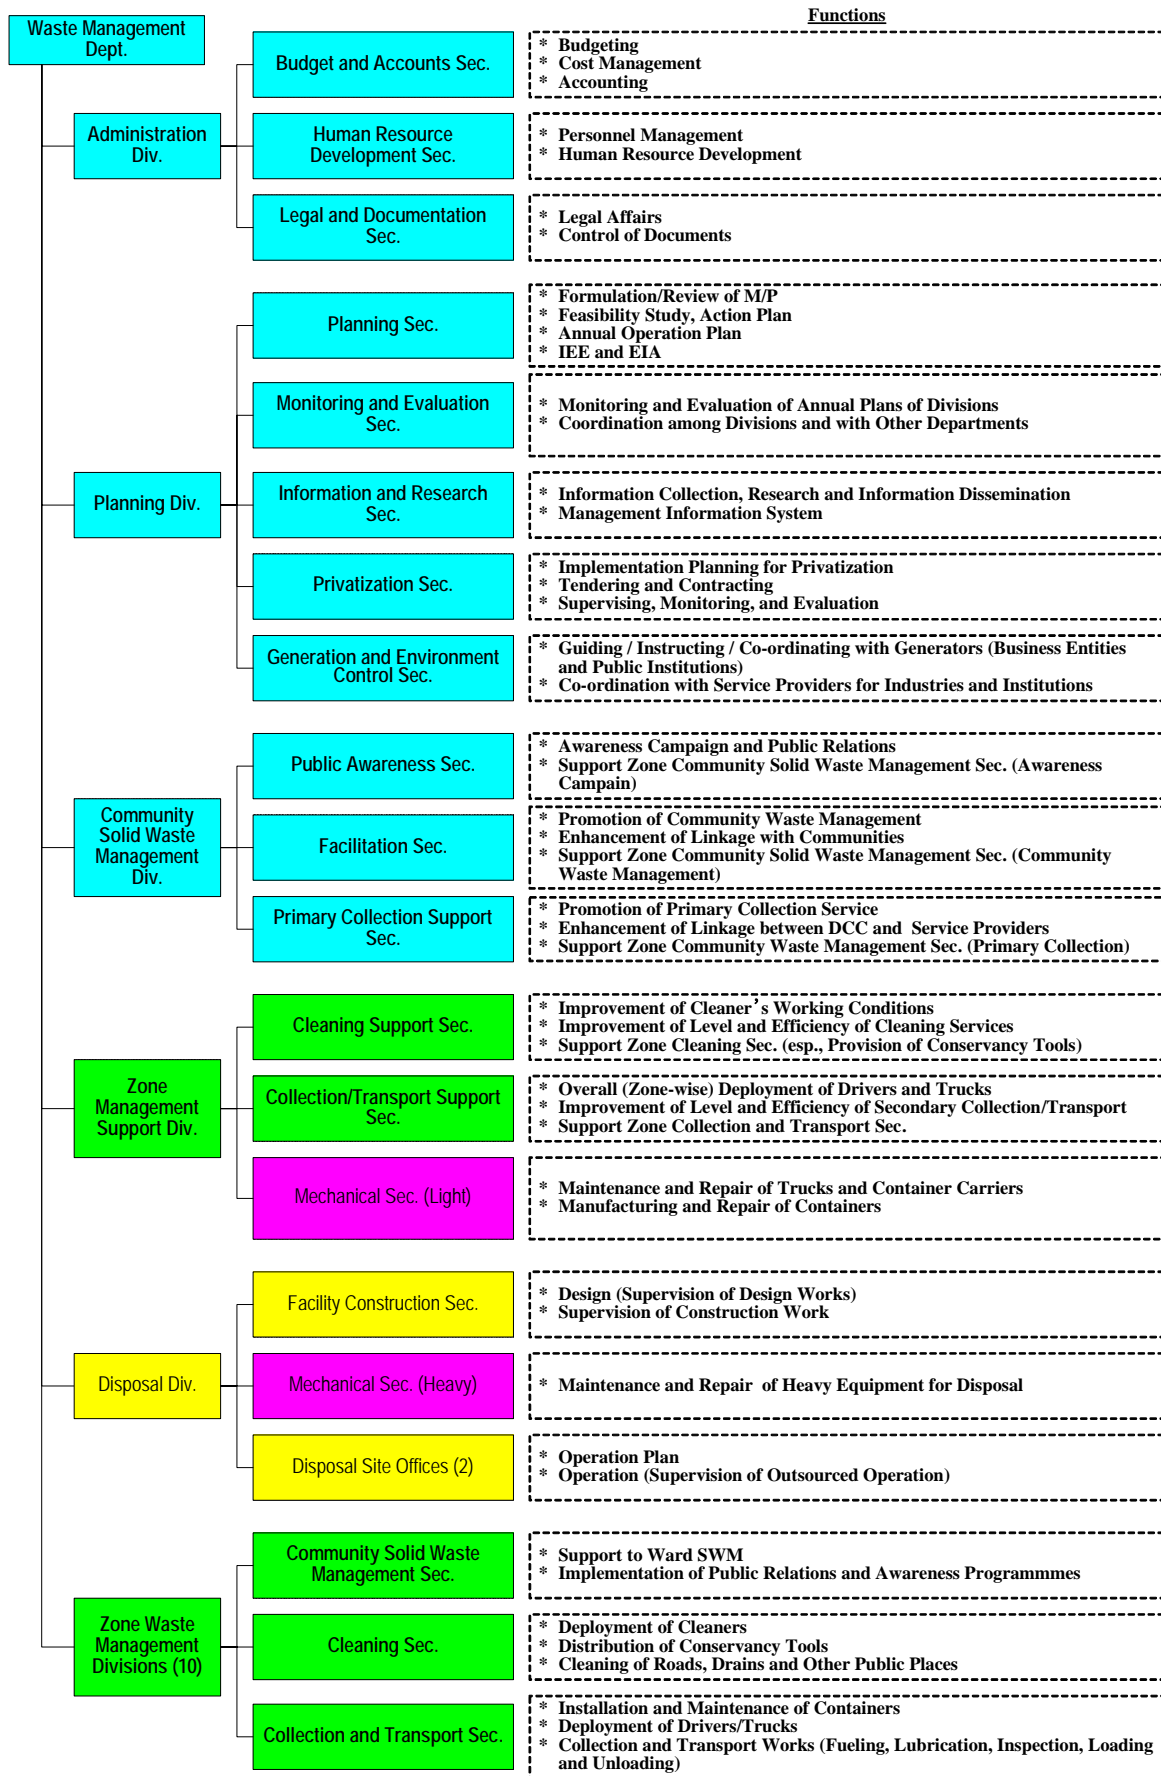 Functions
Waste Management
Dept.
Budget and Accounts Sec.
* Budgeting
* Cost Management
* Accounting
Administration
Div.
Human Resource
Development Sec.
* Personnel Management
* Human Resource Development
Legal and Documentation
Sec.
* Legal Affairs
* Control of Documents
Planning Sec.
* Formulation/Review of M/P
* Feasibility Study, Action Plan
* Annual Operation Plan
* IEE and EIA
Monitoring and Evaluation
Sec.
* Monitoring and Evaluation of Annual Plans of Divisions
* Coordination among Divisions and with Other Departments
Planning Div.
Information and Research
Sec.
* Information Collection, Research and Information Dissemination
* Management Information System
Privatization Sec.
* Implementation Planning for Privatization
* Tendering and Contracting
* Supervising, Monitoring, and Evaluation
Generation and Environment
Control Sec.
* Guiding / Instructing / Co-ordinating with Generators (Business Entities
and Public Institutions)
* Co-ordination with Service Providers for Industries and Institutions
Public Awareness Sec.
* Awareness Campaign and Public Relations
* Support Zone Community Solid Waste Management Sec. (Awareness
Campain)
Community
Solid Waste
Management
Div.
Facilitation Sec.
* Promotion of Community Waste Management
* Enhancement of Linkage with Communities
* Support Zone Community Solid Waste Management Sec. (Community
Waste Management)
Primary Collection Support
Sec.
* Promotion of Primary Collection Service
* Enhancement of Linkage between DCC and Service Providers
* Support Zone Community Waste Management Sec. (Primary Collection)
Cleaning Support Sec.
* Improvement of Cleaner’s Working Conditions
* Improvement of Level and Efficiency of Cleaning Services
* Support Zone Cleaning Sec. (esp., Provision of Conservancy Tools)
Zone
Management
Support Div.
Collection/Transport Support
Sec.
* Overall (Zone-wise) Deployment of Drivers and Trucks
* Improvement of Level and Efficiency of Secondary Collection/Transport
* Support Zone Collection and Transport Sec.
Mechanical Sec. (Light)
* Maintenance and Repair of Trucks and Container Carriers
* Manufacturing and Repair of Containers
Facility Construction Sec.
* Design (Supervision of Design Works)
* Supervision of Construction Work
Disposal Div.
Mechanical Sec. (Heavy)
* Maintenance and Repair of Heavy Equipment for Disposal
Disposal Site Offices (2)
* Operation Plan
* Operation (Supervision of Outsourced Operation)
Community Solid Waste
Management Sec.
* Support to Ward SWM
* Implementation of Public Relations and Awareness Programmmes
Zone Waste
Management
Divisions (10)
Cleaning Sec.
* Deployment of Cleaners
* Distribution of Conservancy Tools
* Cleaning of Roads, Drains and Other Public Places
Collection and Transport Sec.
* Installation and Maintenance of Containers
* Deployment of Drivers/Trucks
* Collection and Transport Works (Fueling, Lubrication, Inspection, Loading
and Unloading)